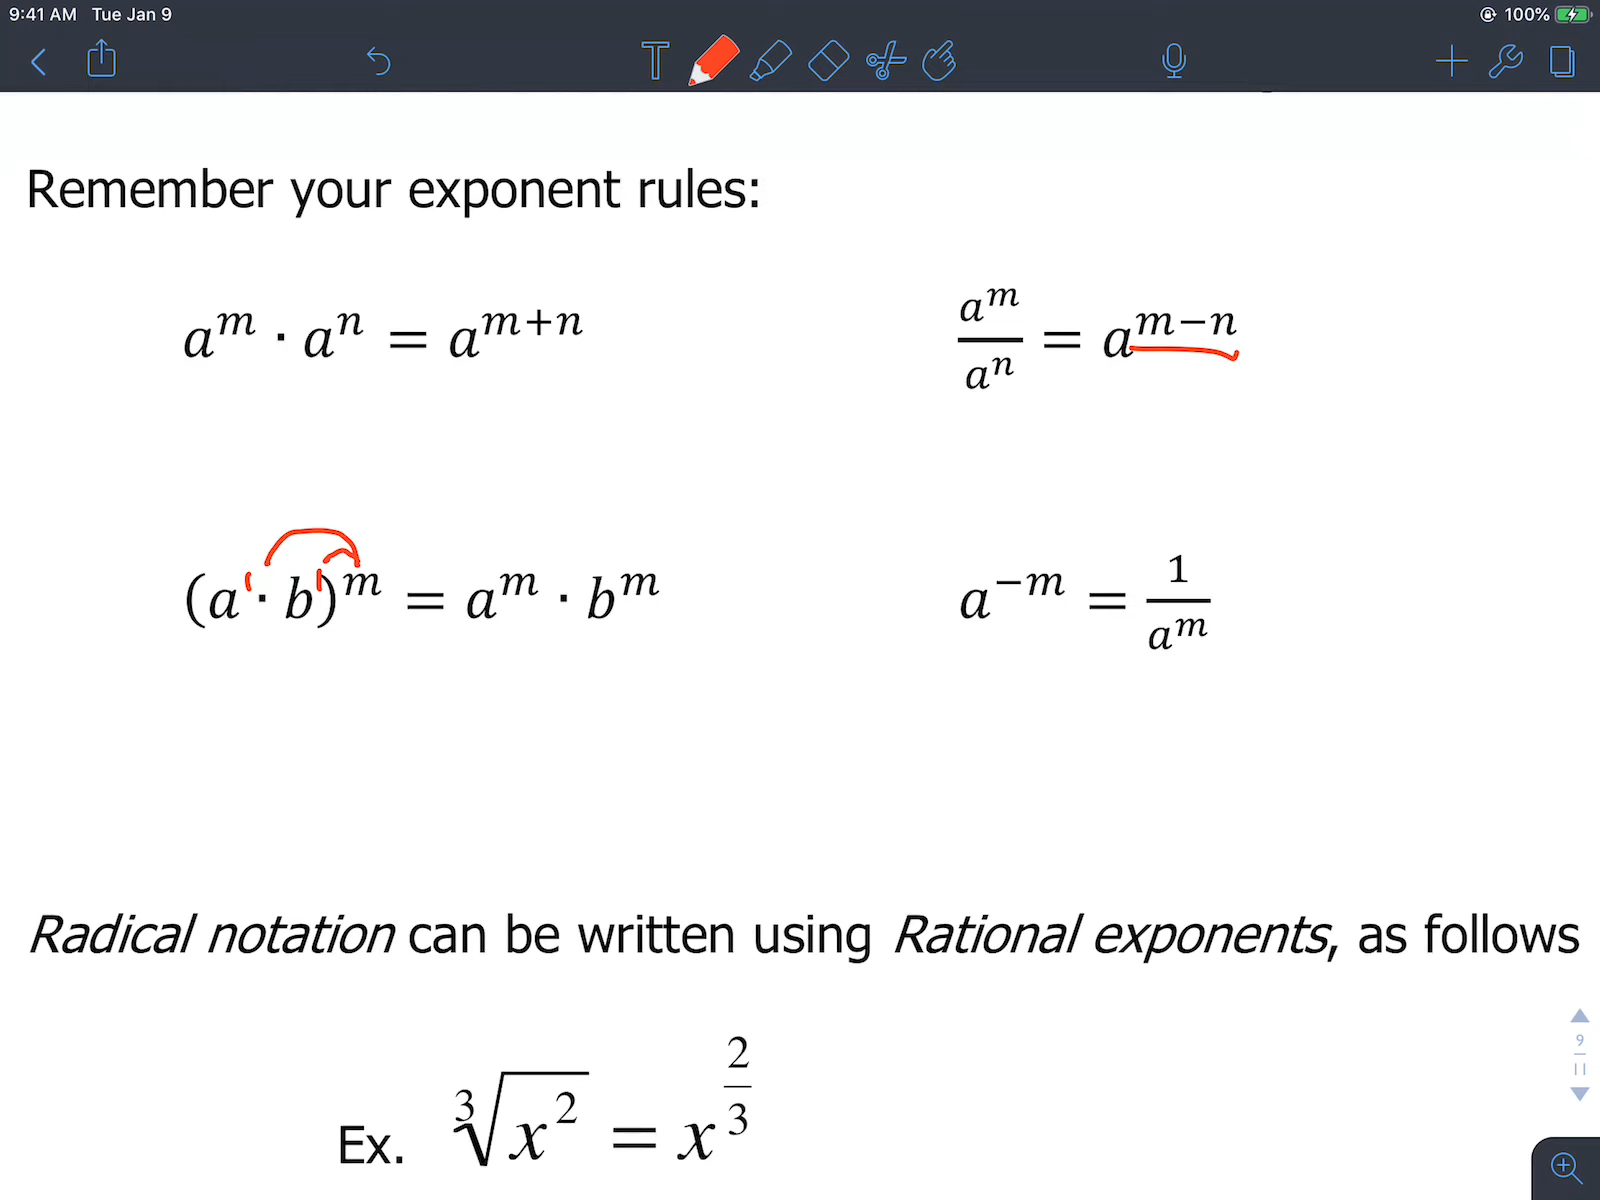 9:41 AM Tue Jan 9
100%
T
Remember your exponent rules:
a^m · a^n = a^{m+n}
a^m / a^n = a^{m−n}
(a' · b')^m = a^m · b^m
a^{−m} = 1 / a^m
Radical notation can be written using Rational exponents, as follows
Ex. ∛x² = x^{2/3}
9
11